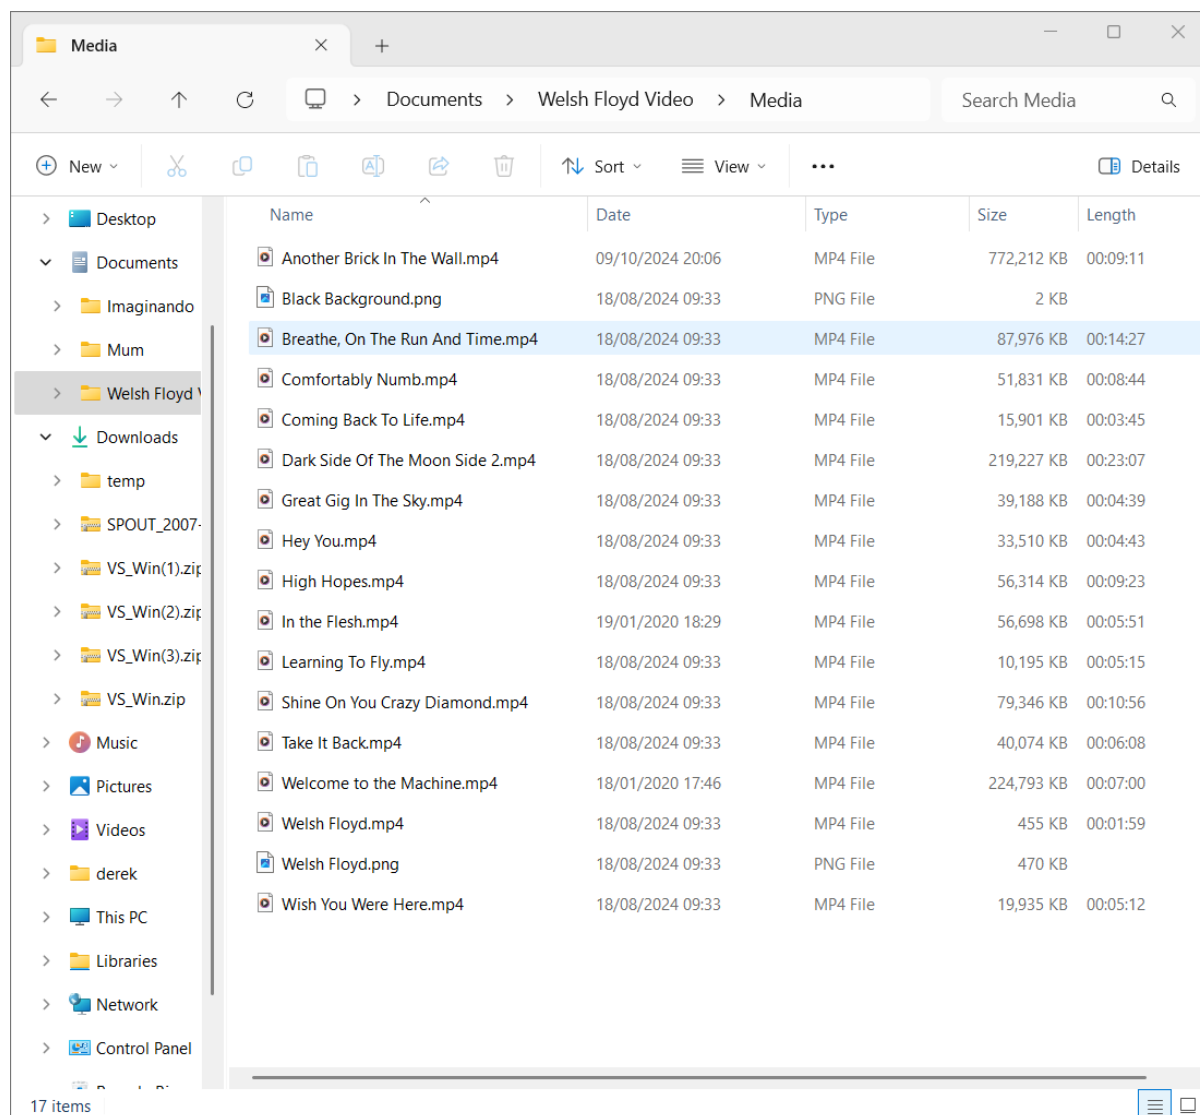 Media
Documents > Welsh Floyd Video > Media
Search Media
New
Sort
View
Details
Name Date Type Size Length
Desktop
Documents
Imaginando
Mum
Welsh Floyd
Downloads
temp
SPOUT_2007-
VS_Win(1).zip
VS_Win(2).zip
VS_Win(3).zip
VS_Win.zip
Music
Pictures
Videos
derek
This PC
Libraries
Network
Control Panel
Another Brick In The Wall.mp4 09/10/2024 20:06 MP4 File 772,212 KB 00:09:11
Black Background.png 18/08/2024 09:33 PNG File 2 KB
Breathe, On The Run And Time.mp4 18/08/2024 09:33 MP4 File 87,976 KB 00:14:27
Comfortably Numb.mp4 18/08/2024 09:33 MP4 File 51,831 KB 00:08:44
Coming Back To Life.mp4 18/08/2024 09:33 MP4 File 15,901 KB 00:03:45
Dark Side Of The Moon Side 2.mp4 18/08/2024 09:33 MP4 File 219,227 KB 00:23:07
Great Gig In The Sky.mp4 18/08/2024 09:33 MP4 File 39,188 KB 00:04:39
Hey You.mp4 18/08/2024 09:33 MP4 File 33,510 KB 00:04:43
High Hopes.mp4 18/08/2024 09:33 MP4 File 56,314 KB 00:09:23
In the Flesh.mp4 19/01/2020 18:29 MP4 File 56,698 KB 00:05:51
Learning To Fly.mp4 18/08/2024 09:33 MP4 File 10,195 KB 00:05:15
Shine On You Crazy Diamond.mp4 18/08/2024 09:33 MP4 File 79,346 KB 00:10:56
Take It Back.mp4 18/08/2024 09:33 MP4 File 40,074 KB 00:06:08
Welcome to the Machine.mp4 18/01/2020 17:46 MP4 File 224,793 KB 00:07:00
Welsh Floyd.mp4 18/08/2024 09:33 MP4 File 455 KB 00:01:59
Welsh Floyd.png 18/08/2024 09:33 PNG File 470 KB
Wish You Were Here.mp4 18/08/2024 09:33 MP4 File 19,935 KB 00:05:12
17 items